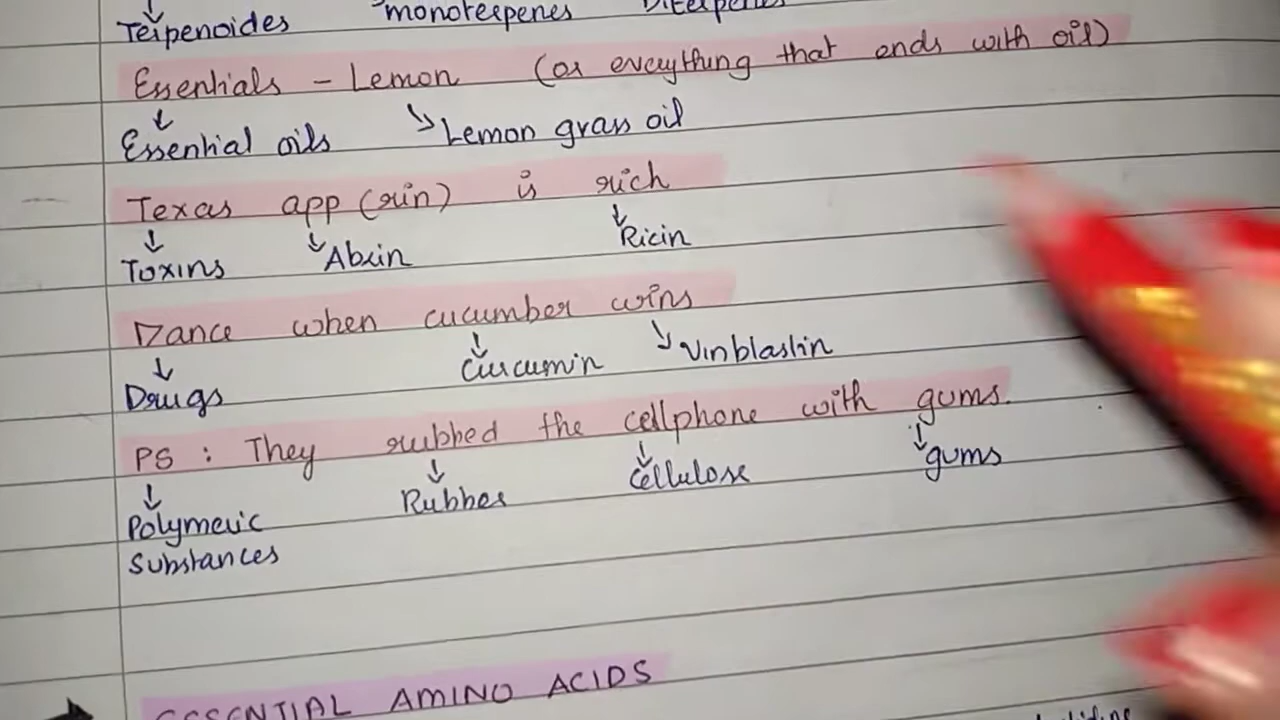 Terpenoides monoterpenes Diterpenes
Essentials - Lemon (or everything that ends with oil)
Essential oils Lemon grass oil
Texas app (rin) is rich
Toxins Abrin Ricin
Dance when cucumber wins
Drugs Curcumin Vinblastin
PS : They rubbed the cellphone with gums.
Polymeric Substances Rubber Cellulose gums
ESSENTIAL AMINO ACIDS